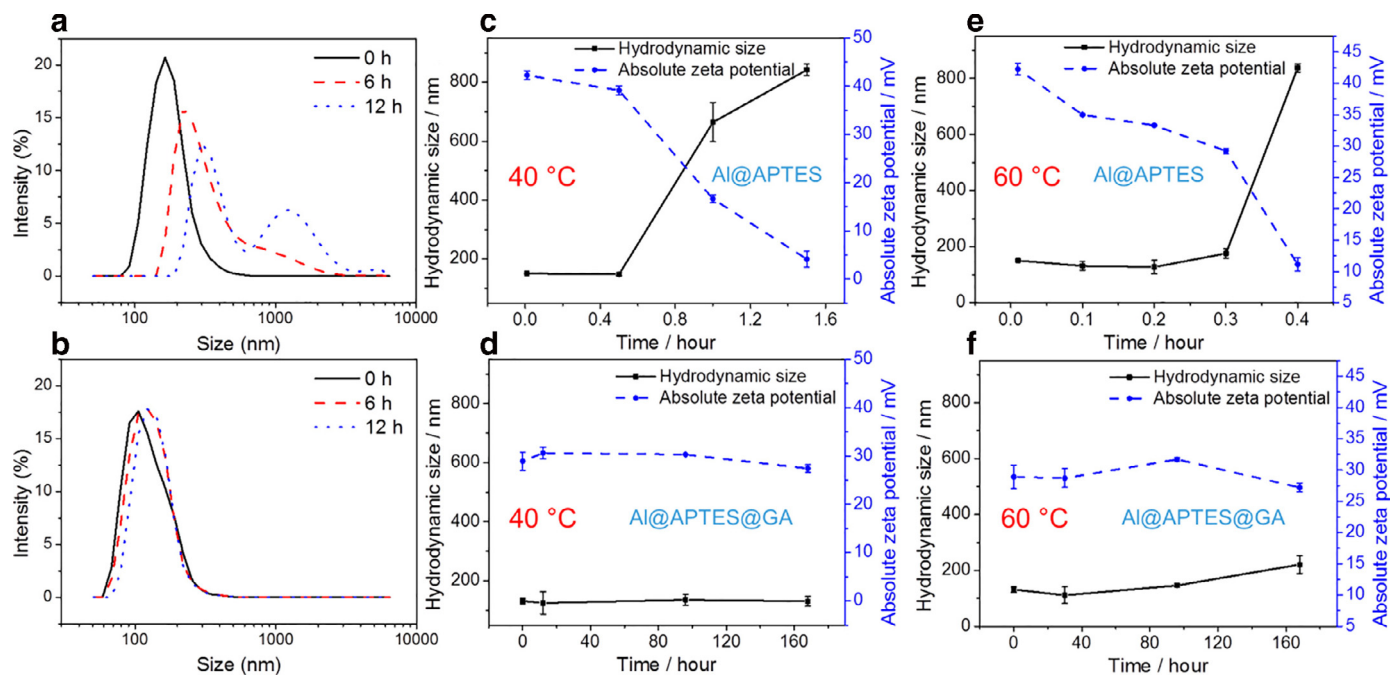 a
0 h
6 h
12 h
20
15
10
5
0
Intensity (%)
100
1000
10000
Size (nm)
c
Hydrodynamic size
Absolute zeta potential
800
600
400
200
Hydrodynamic size / nm
40 °C
Al@APTES
50
40
30
20
10
0
Absolute zeta potential / mV
0.0
0.4
0.8
1.2
1.6
Time / hour
e
Hydrodynamic size
Absolute zeta potential
800
600
400
200
0
Hydrodynamic size / nm
60 °C
Al@APTES
45
40
35
30
25
20
15
10
5
Absolute zeta potential / mV
0.0
0.1
0.2
0.3
0.4
Time / hour
b
0 h
6 h
12 h
20
15
10
5
0
Intensity (%)
100
1000
10000
Size (nm)
d
Hydrodynamic size
Absolute zeta potential
800
600
400
200
Hydrodynamic size / nm
40 °C
Al@APTES@GA
50
40
30
20
10
0
Absolute zeta potential / mV
0
40
80
120
160
Time / hour
f
Hydrodynamic size
Absolute zeta potential
800
600
400
200
0
Hydrodynamic size / nm
60 °C
Al@APTES@GA
45
40
35
30
25
20
15
10
5
Absolute zeta potential / mV
0
40
80
120
160
Time / hour